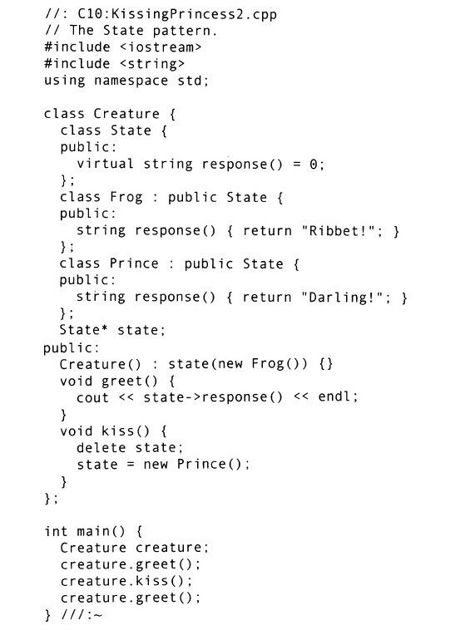 //: C10:KissingPrincess2.cpp
// The State pattern.
#include <iostream>
#include <string>
using namespace std;

class Creature {
  class State {
  public:
    virtual string response() = 0;
  };
  class Frog : public State {
  public:
    string response() { return "Ribbet!"; }
  };
  class Prince : public State {
  public:
    string response() { return "Darling!"; }
  };
  State* state;
public:
  Creature() : state(new Frog()) {}
  void greet() {
    cout << state->response() << endl;
  }
  void kiss() {
    delete state;
    state = new Prince();
  }
};

int main() {
  Creature creature;
  creature.greet();
  creature.kiss();
  creature.greet();
} ///:~